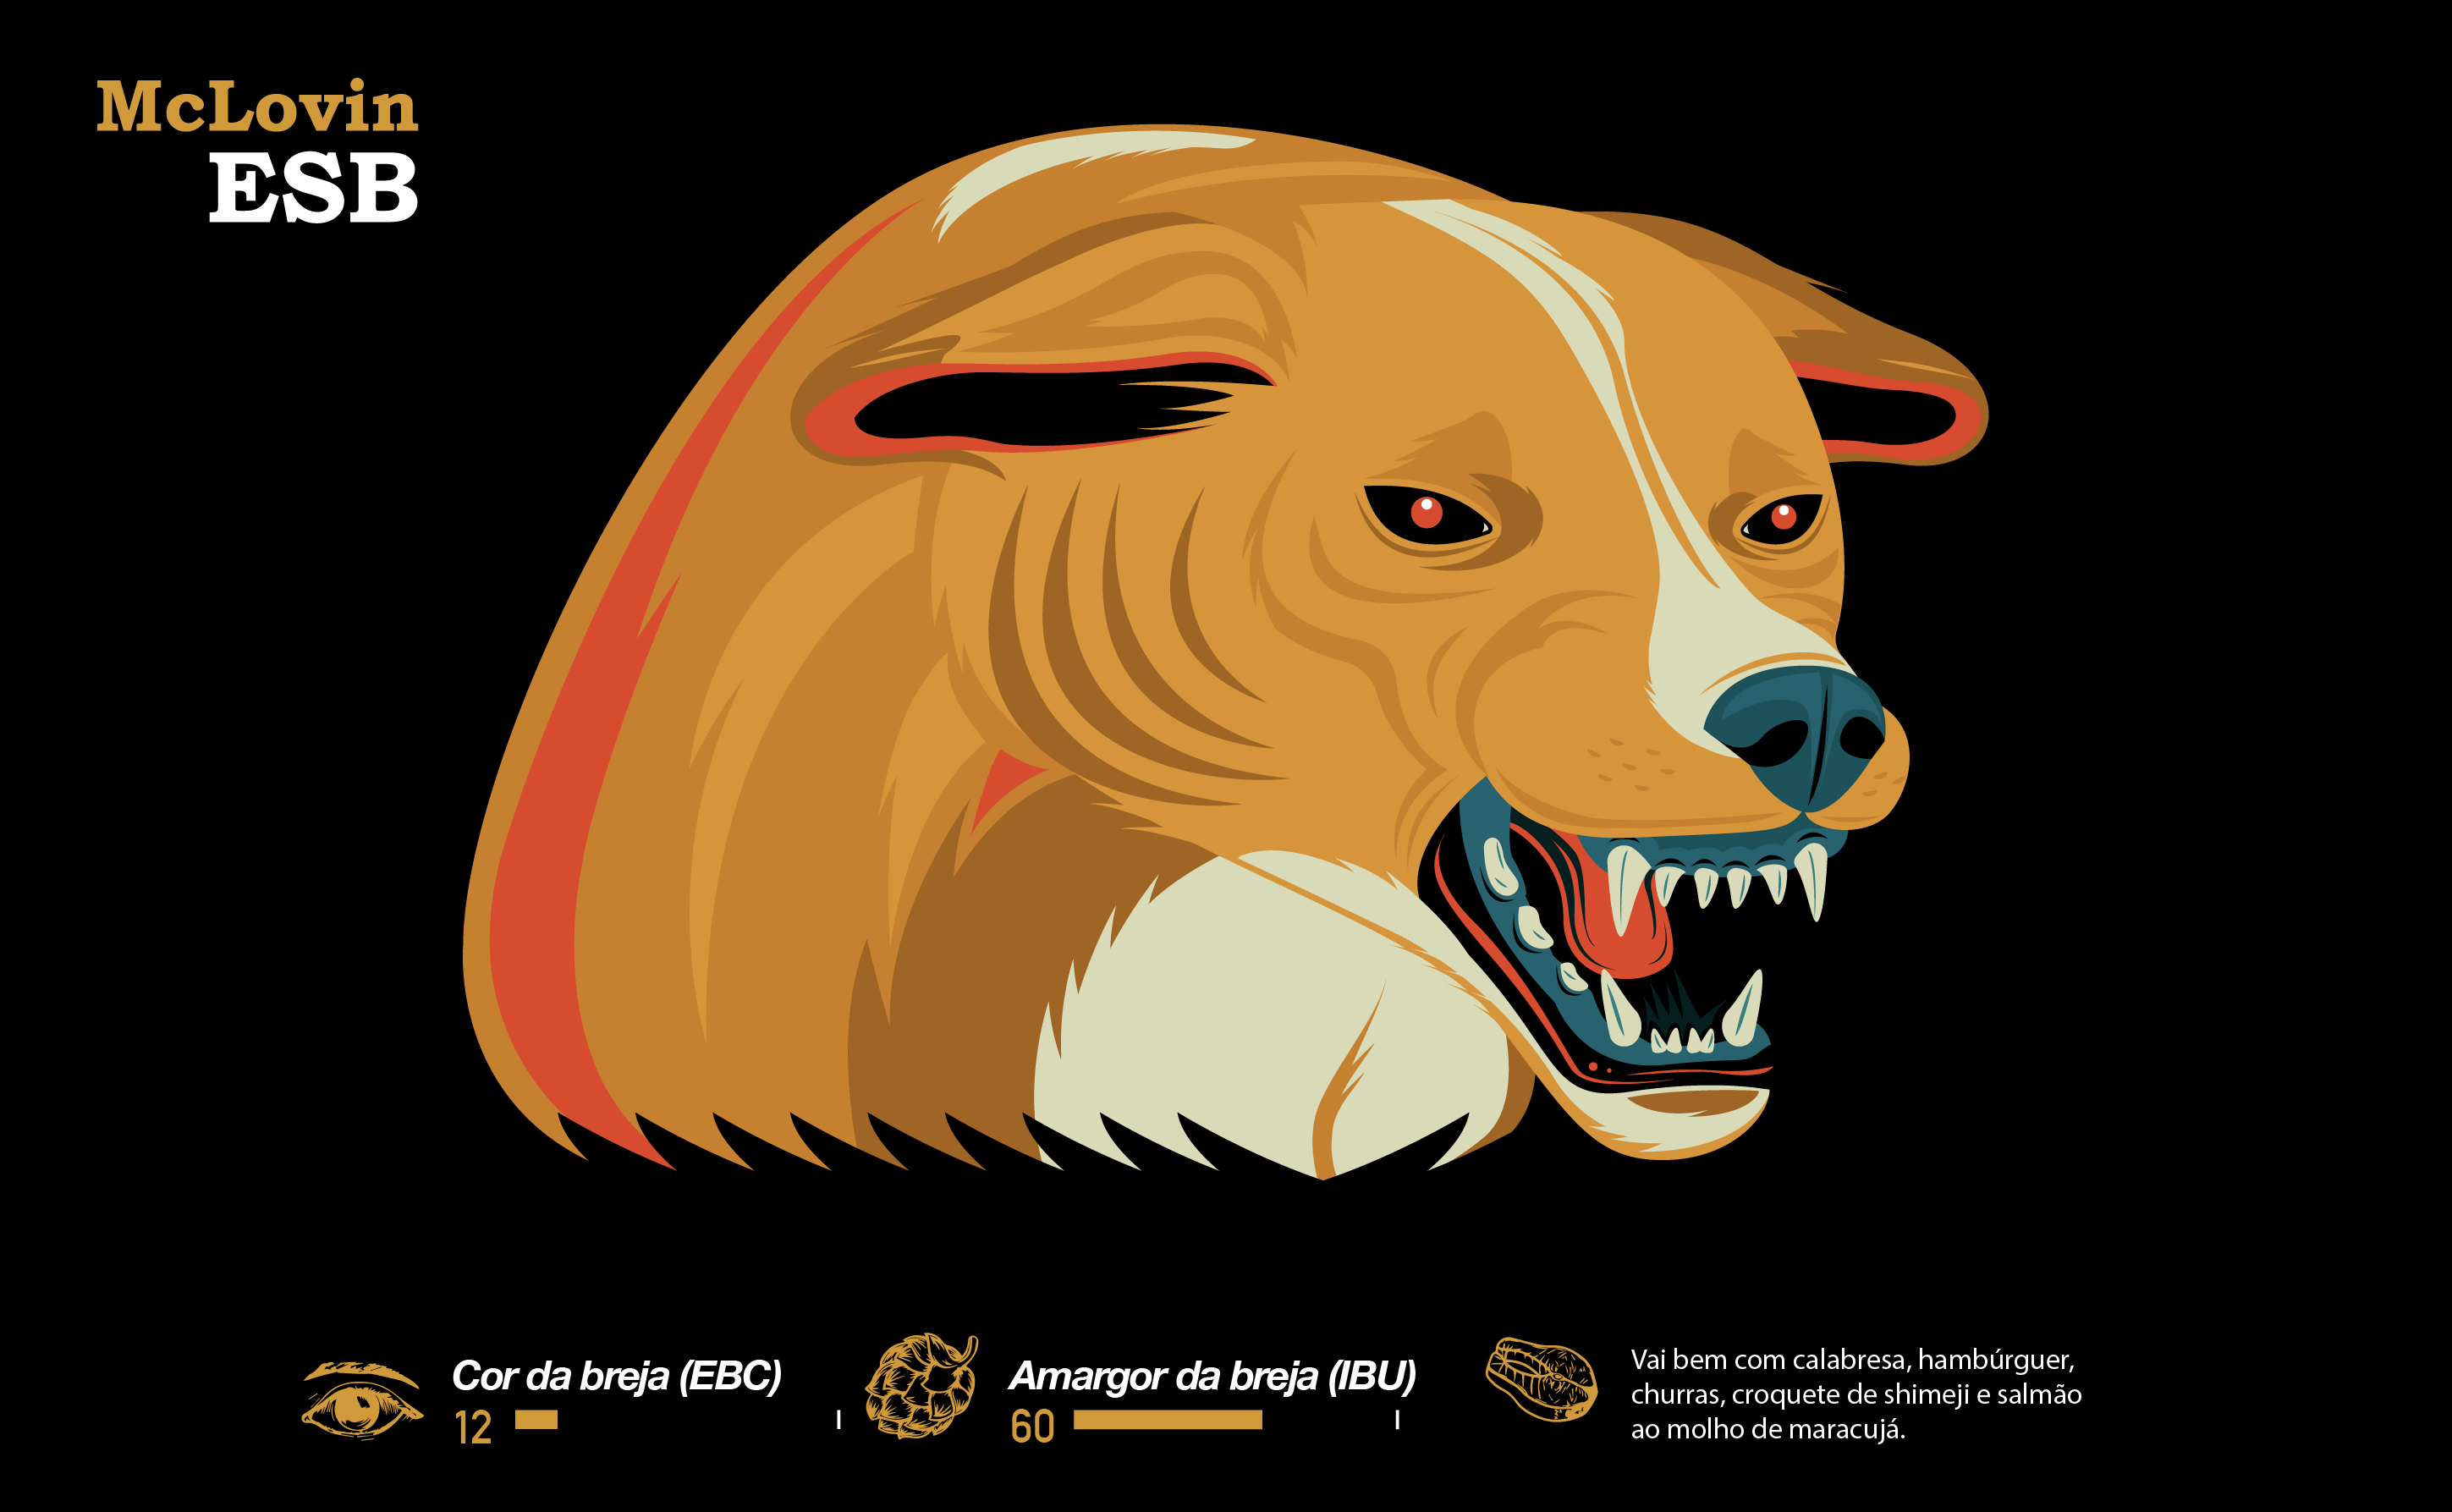 McLovin
ESB
Cor da breja (EBC)
12
Amargor da breja (IBU)
60
Vai bem com calabresa, hambúrguer,
churras, croquete de shimeji e salmão
ao molho de maracujá.